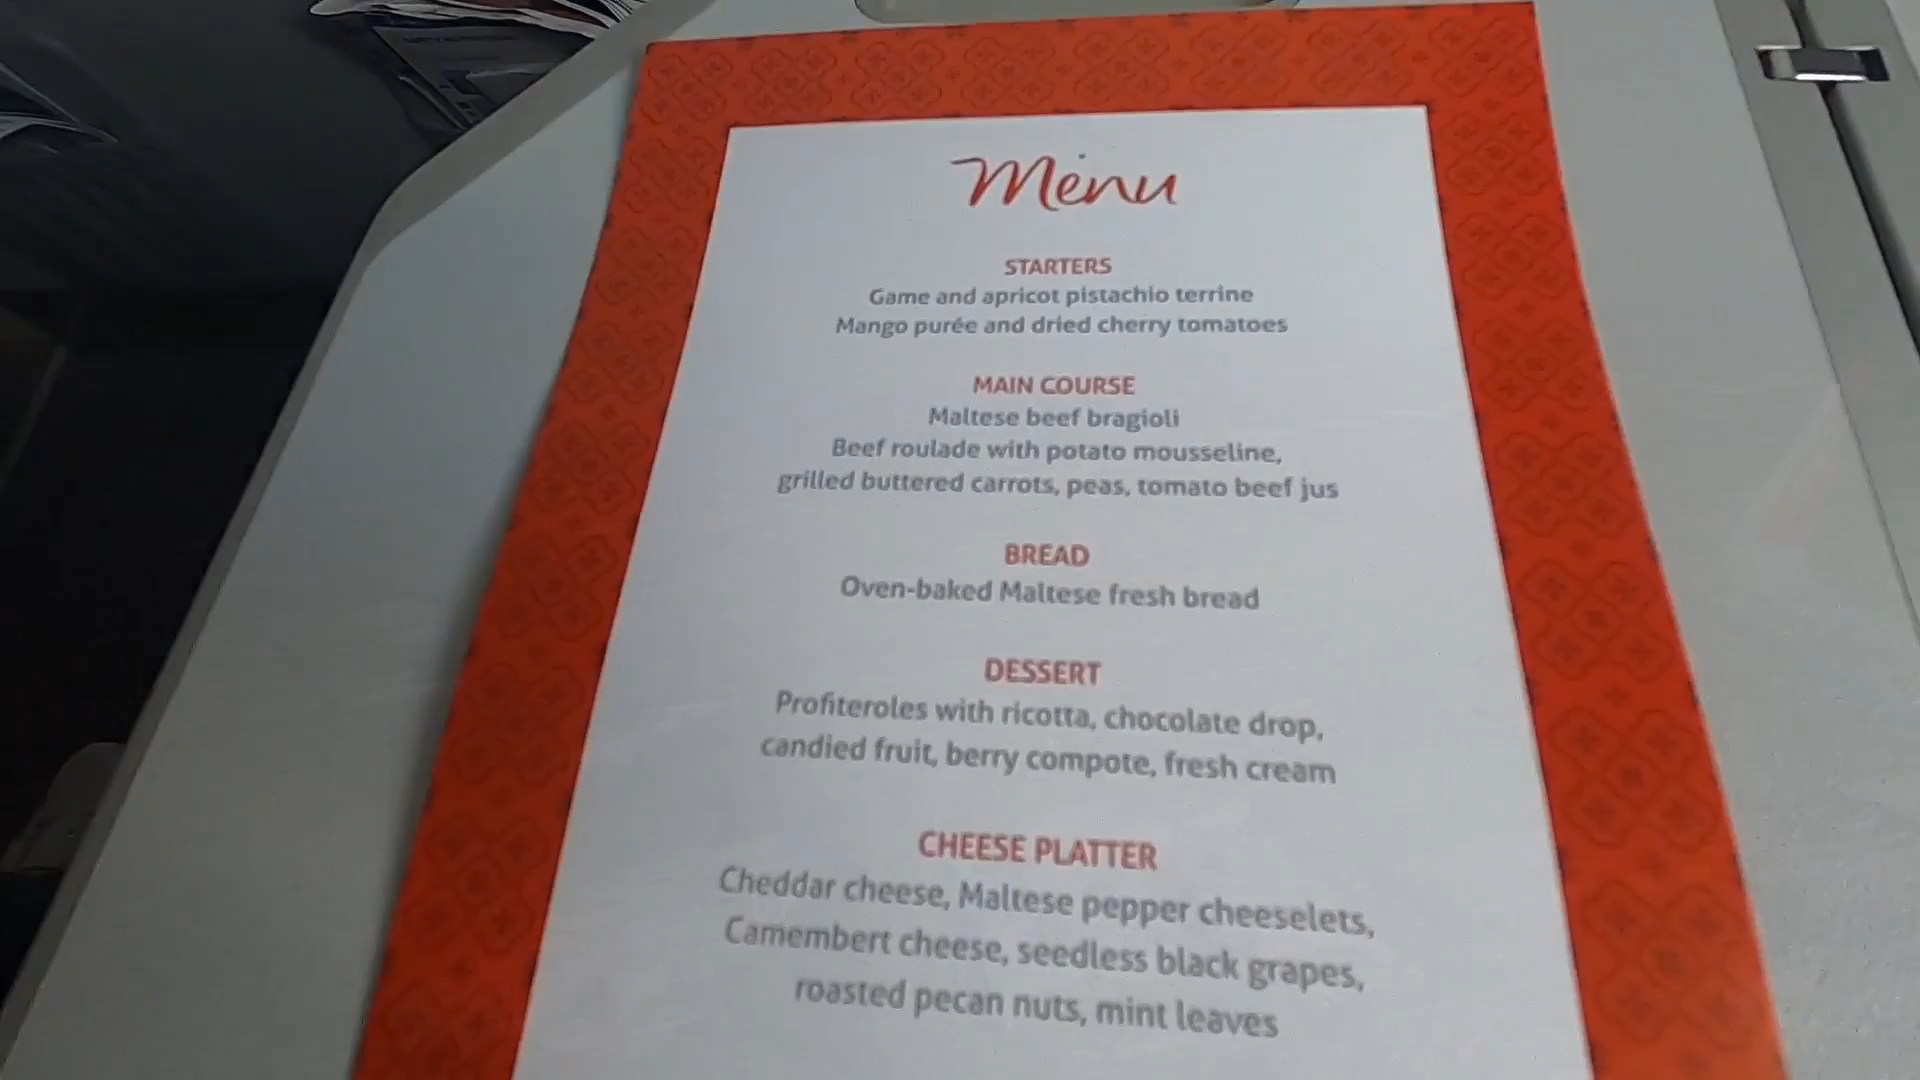 Menu
STARTERS
Game and apricot pistachio terrine
Mango purée and dried cherry tomatoes
MAIN COURSE
Maltese beef bragioli
Beef roulade with potato mousseline,
grilled buttered carrots, peas, tomato beef jus
BREAD
Oven-baked Maltese fresh bread
DESSERT
Profiteroles with ricotta, chocolate drop,
candied fruit, berry compote, fresh cream
CHEESE PLATTER
Cheddar cheese, Maltese pepper cheeselets,
Camembert cheese, seedless black grapes,
roasted pecan nuts, mint leaves